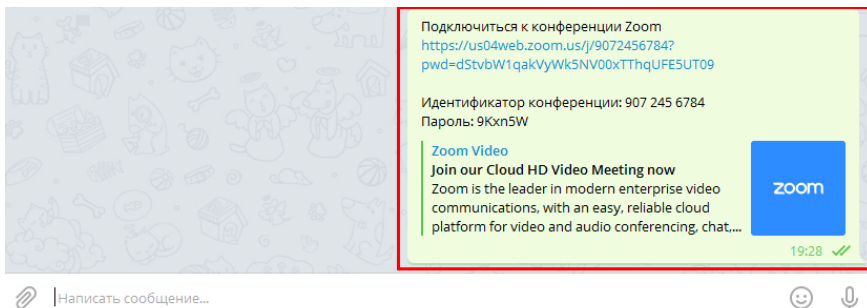 Подключиться к конференции Zoom
https://us04web.zoom.us/j/9072456784?
pwd=dStvbW1qakVyWk5NV00xTThqUFE5UT09
Идентификатор конференции: 907 245 6784
Пароль: 9Kxn5W
Zoom Video
Join our Cloud HD Video Meeting now
Zoom is the leader in modern enterprise video
communications, with an easy, reliable cloud
platform for video and audio conferencing, chat,...
zoom
19:28
Написать сообщение...